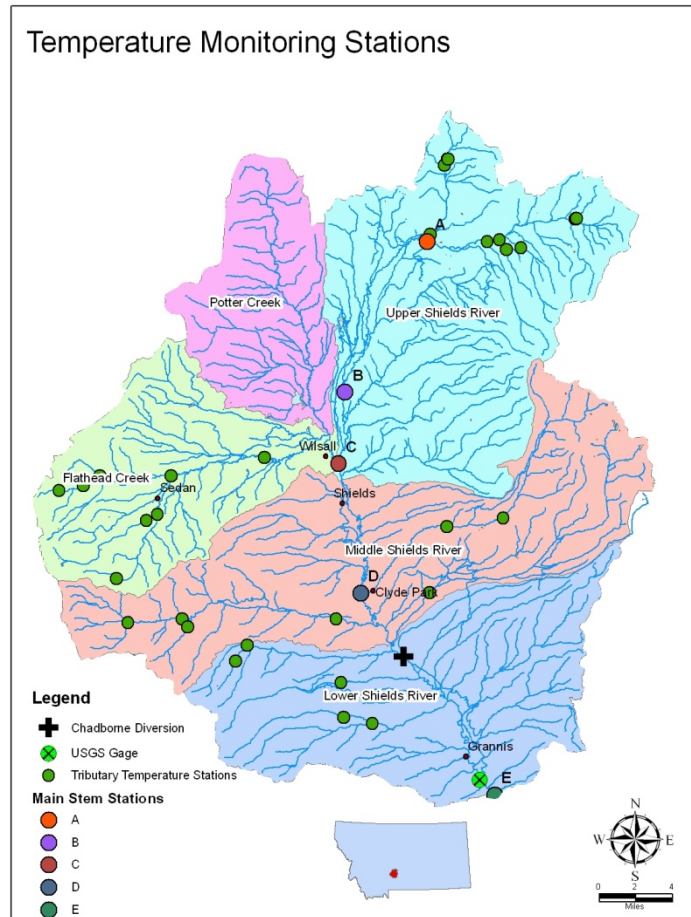 Temperature Monitoring Stations
A
Potter Creek
Upper Shields River
B
Wilsall
C
Flathead Creek
Sedan
Shields
Middle Shields River
D
Clyde Park
Legend
Lower Shields River
Chadborne Diversion
Grannis
USGS Gage
E
Tributary Temperature Stations
Main Stem Stations
A
B
C
D
E
N
W E
S
0 2 4
Miles